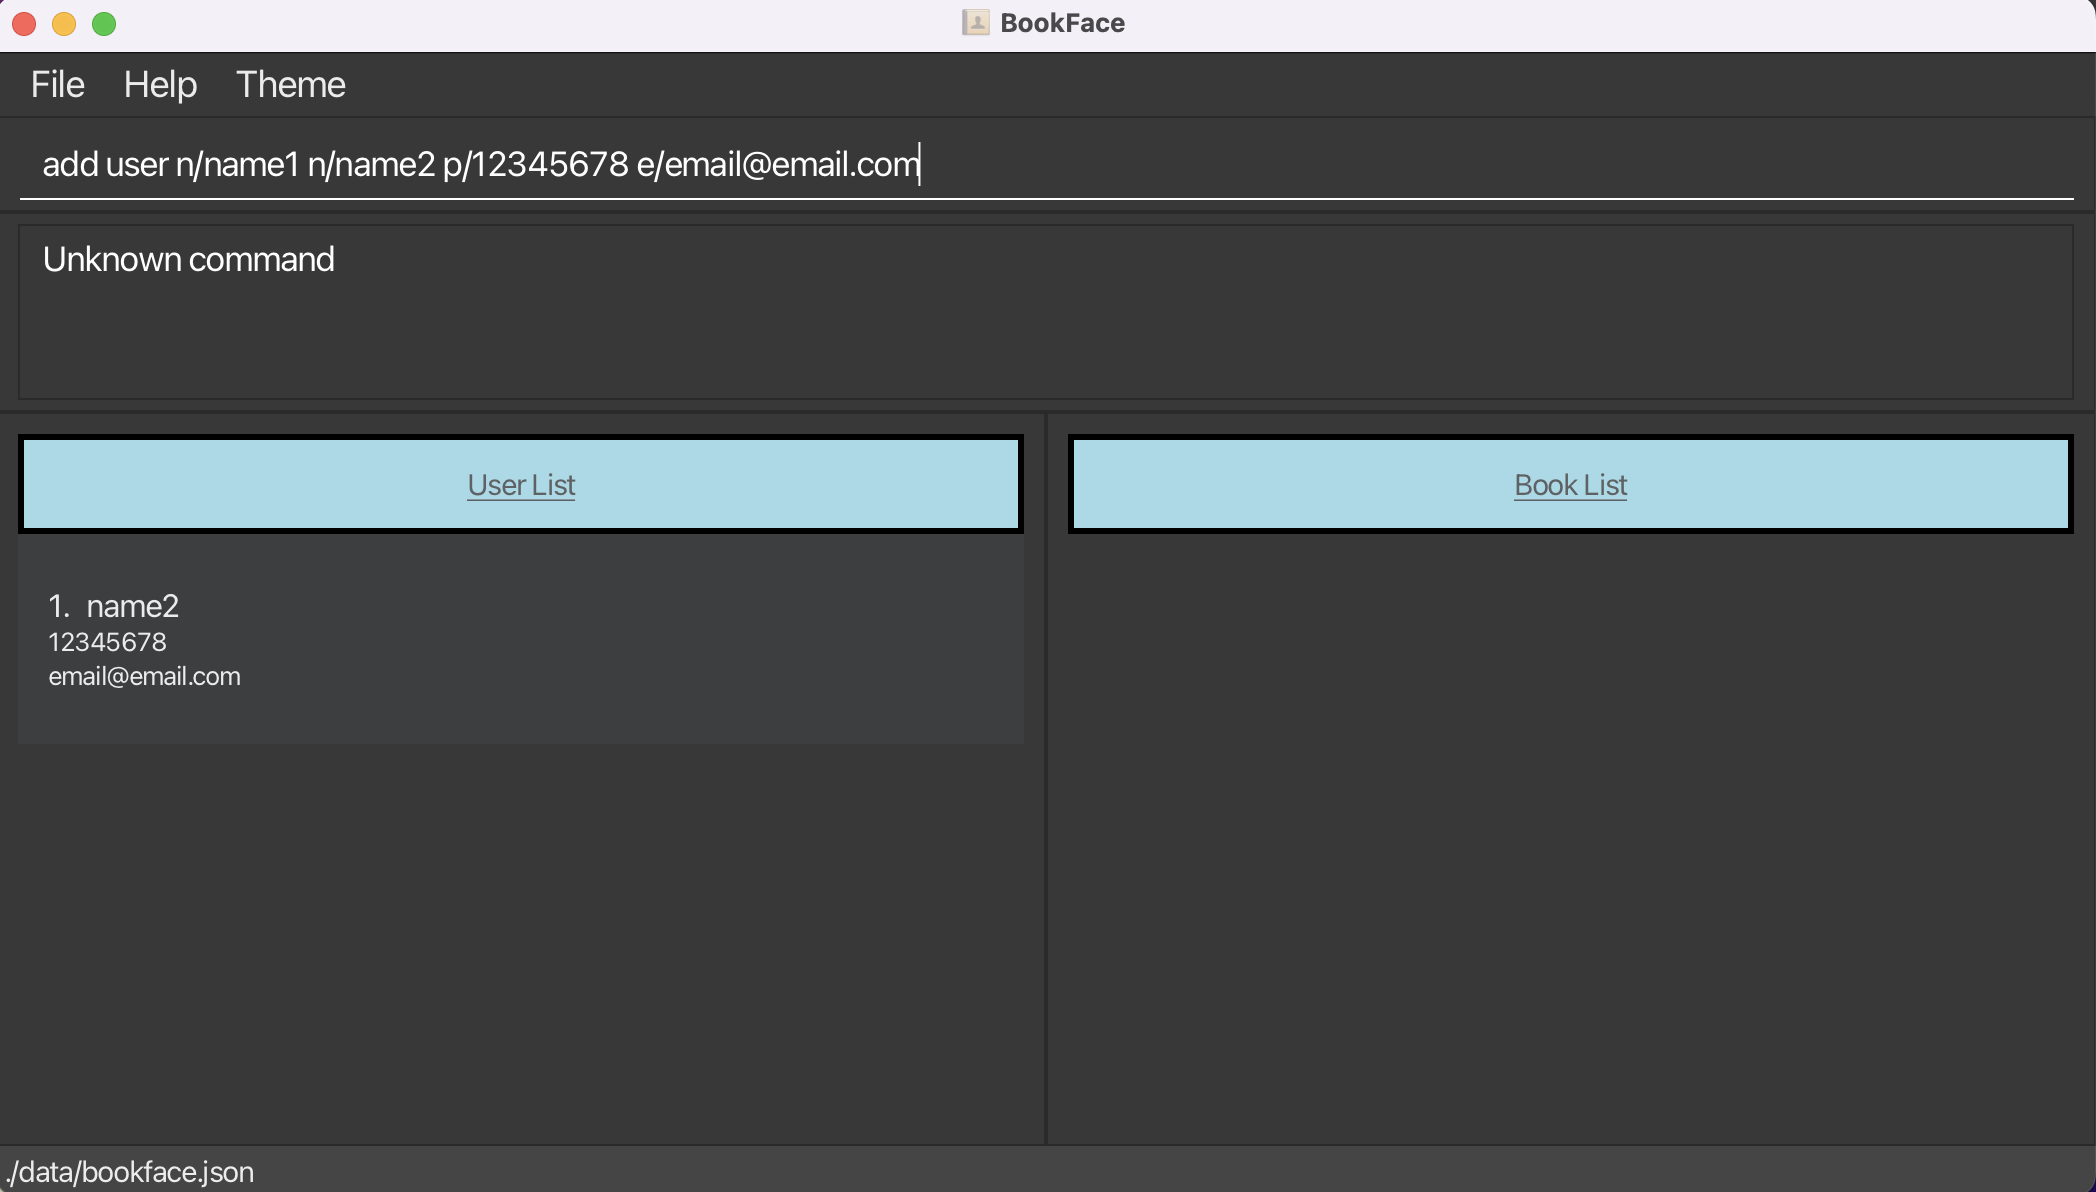 BookFace
File Help Theme
add user n/name1 n/name2 p/12345678 e/email@email.com
Unknown command
User List
Book List
1. name2
12345678
email@email.com
./data/bookface.json